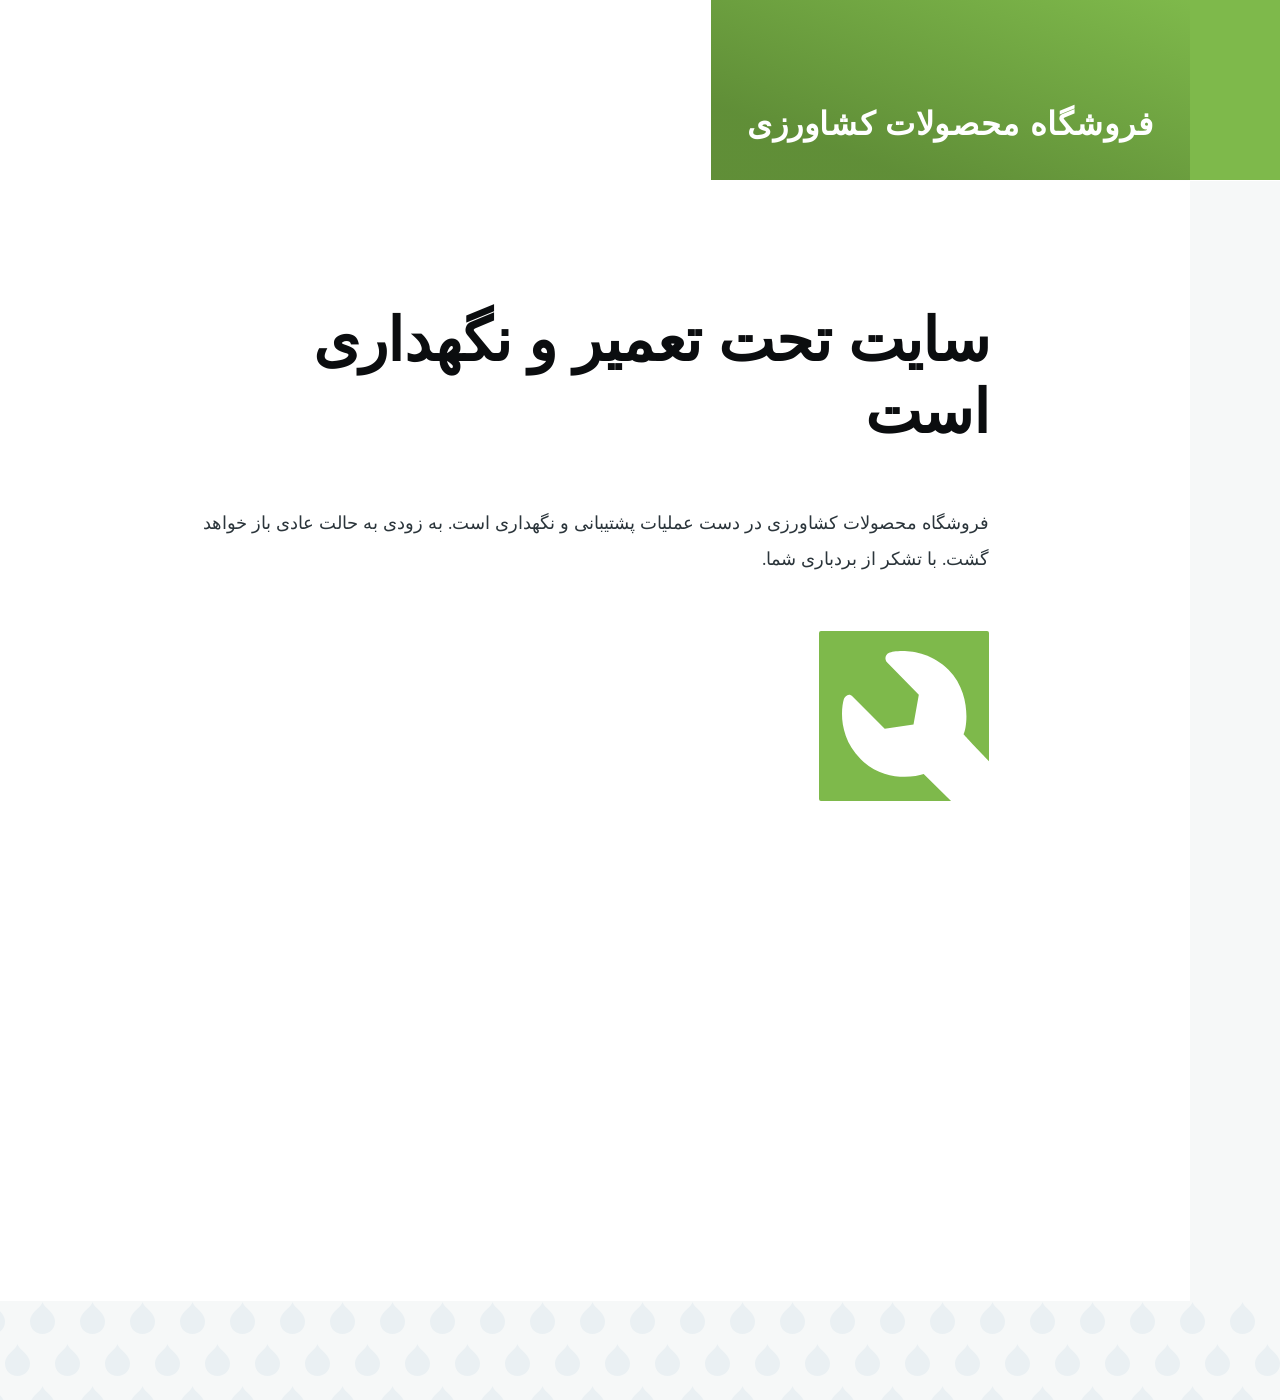 فروشگاه محصولات کشاورزی
سایت تحت تعمیر و نگهداری
است
فروشگاه محصولات کشاورزی در دست عملیات پشتیبانی و نگهداری است. به زودی به حالت عادی باز خواهد
گشت. با تشکر از بردباری شما.